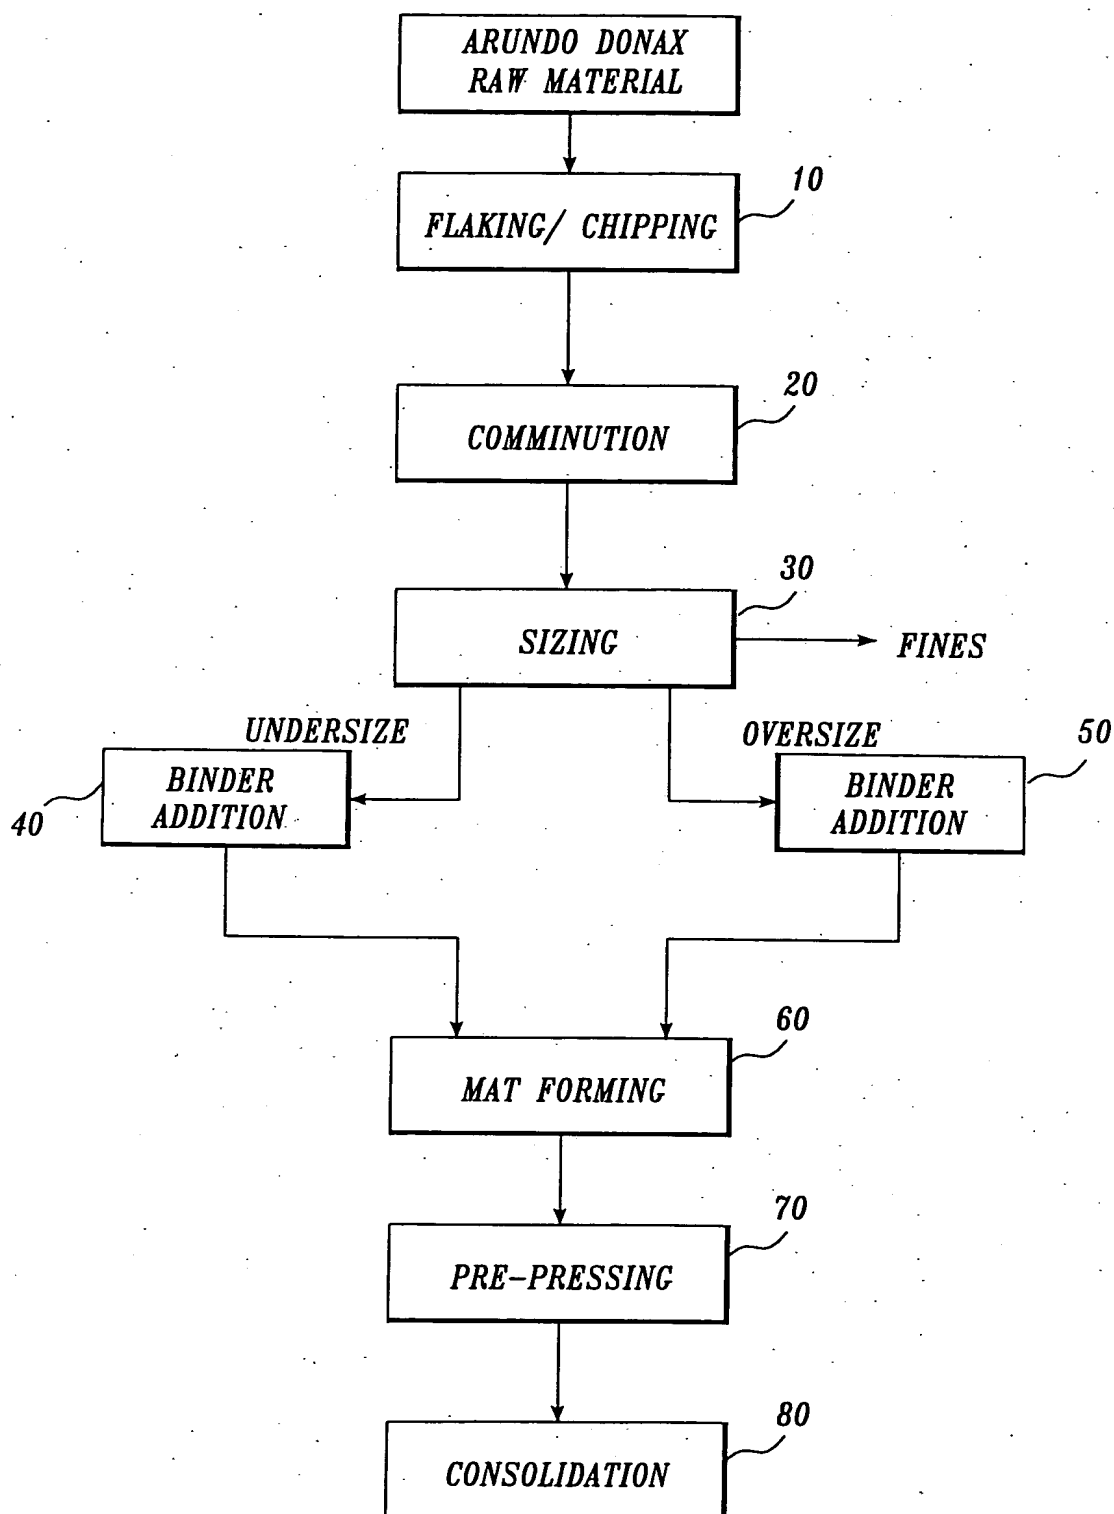 ARUNDO DONAX
RAW MATERIAL
10
FLAKING/ CHIPPING
20
COMMINUTION
30
SIZING
FINES
UNDERSIZE
OVERSIZE
40
BINDER
ADDITION
50
BINDER
ADDITION
60
MAT FORMING
70
PRE-PRESSING
80
CONSOLIDATION